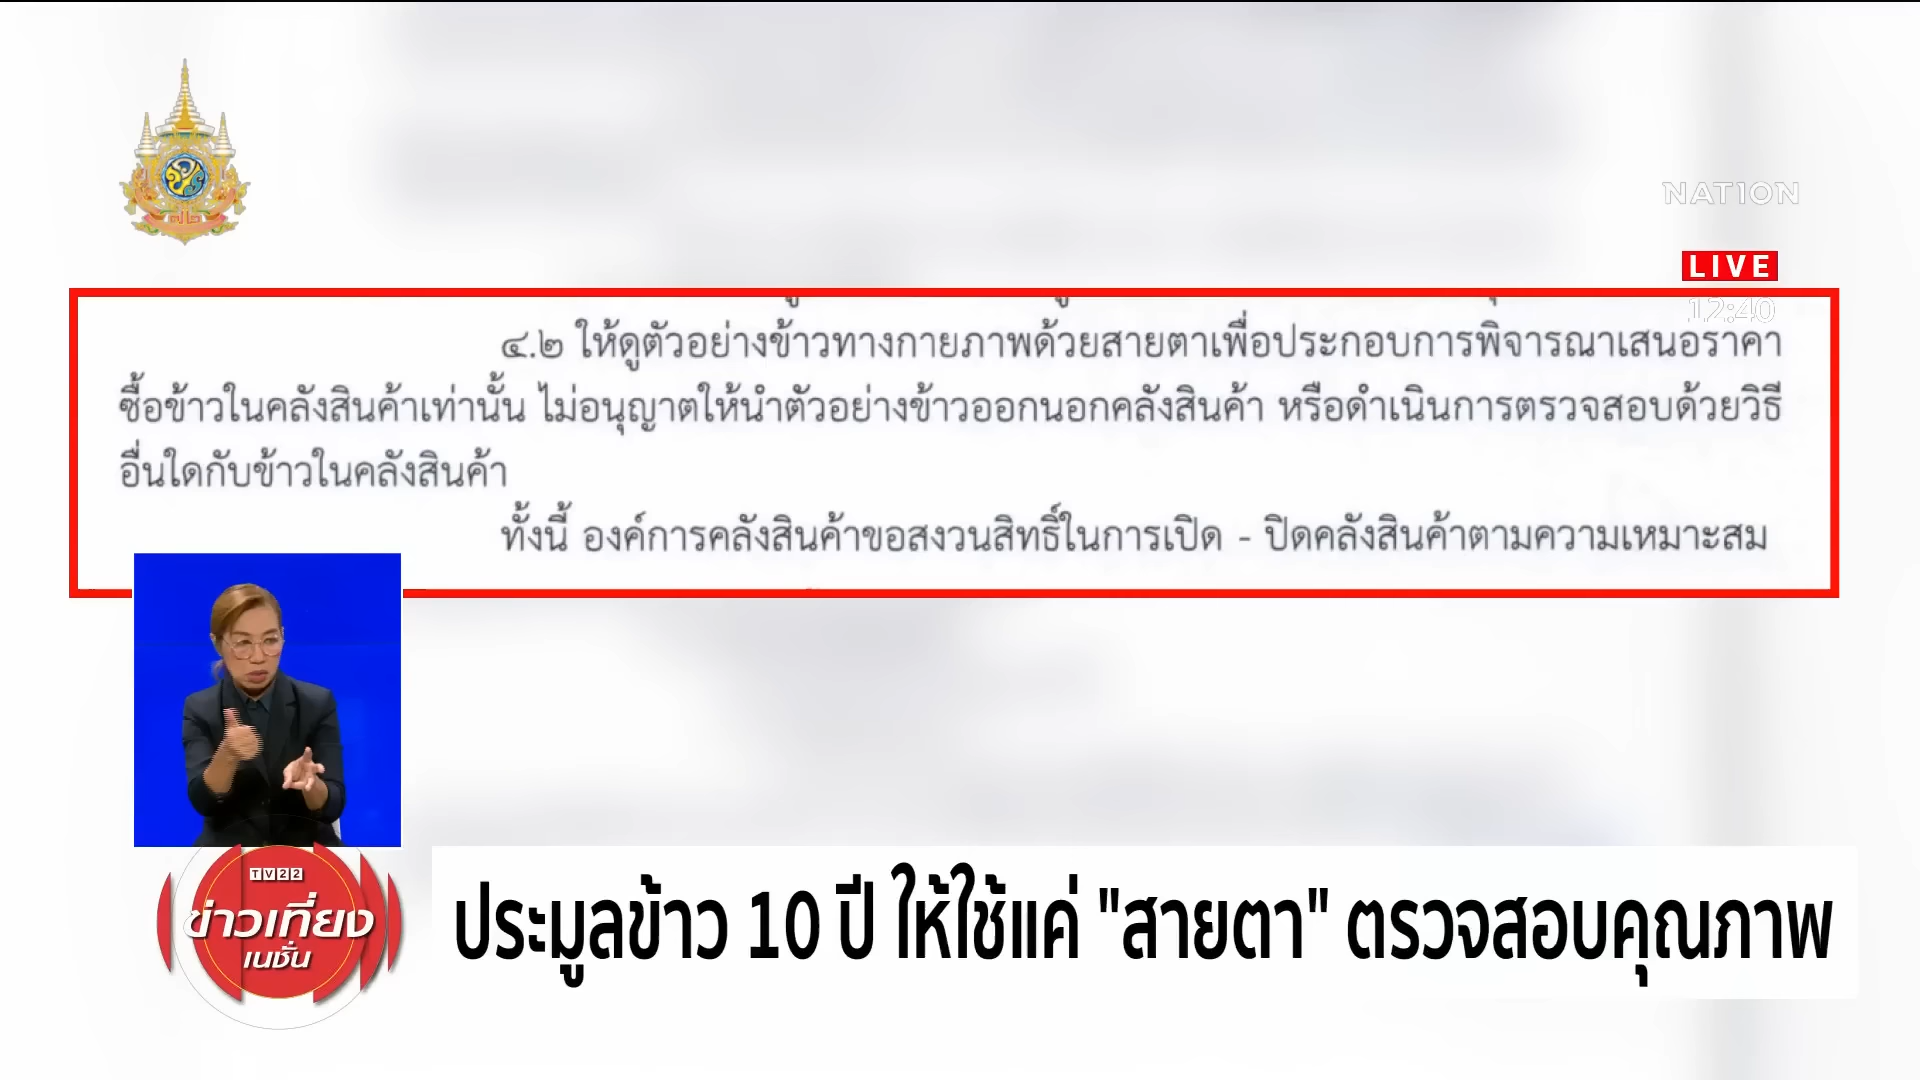 NATION
LIVE
12:40
๔.๒ ให้ดูตัวอย่างข้าวทางกายภาพด้วยสายตาเพื่อประกอบการพิจารณาเสนอราคา
ซื้อข้าวในคลังสินค้าเท่านั้น ไม่อนุญาตให้นำตัวอย่างข้าวออกนอกคลังสินค้า หรือดำเนินการตรวจสอบด้วยวิธี
อื่นใดกับข้าวในคลังสินค้า
ทั้งนี้ องค์การคลังสินค้าขอสงวนสิทธิ์ในการเปิด - ปิดคลังสินค้าตามความเหมาะสม
TV22
ข่าวเที่ยง
เนชั่น
ประมูลข้าว 10 ปี ให้ใช้แค่ "สายตา" ตรวจสอบคุณภาพ